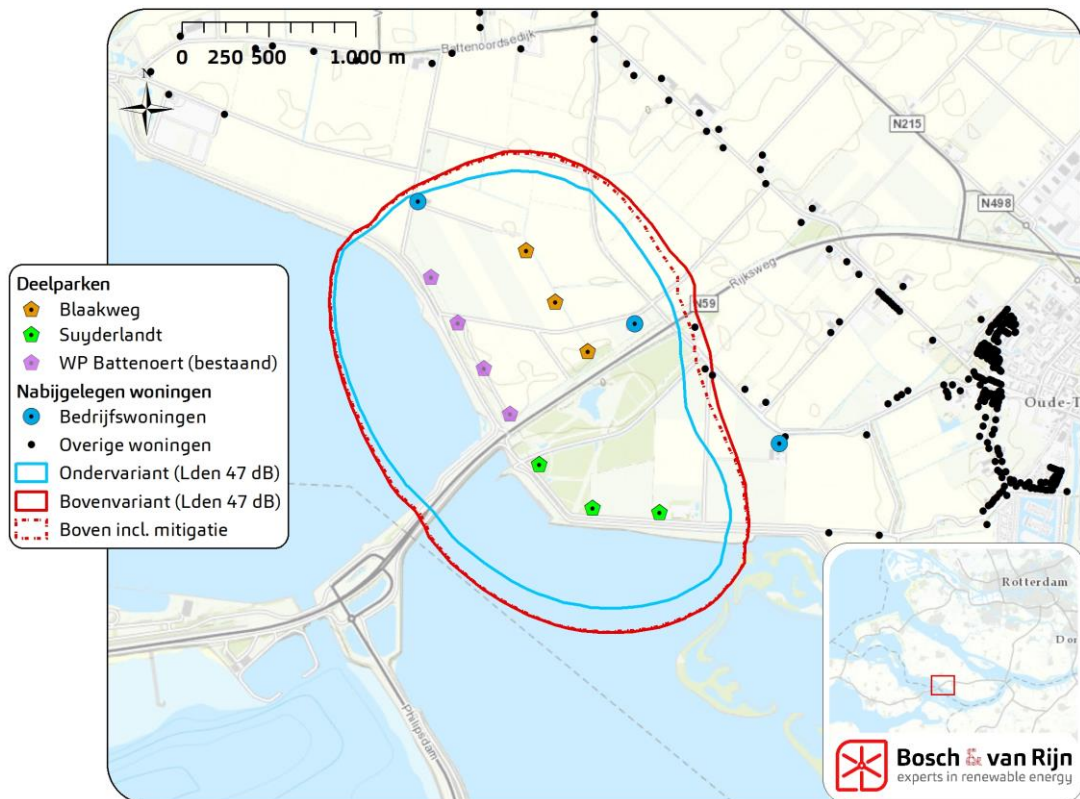 Battenoordsedijk
0 250 500 1.000 m
N
N215
N498
Rijksweg
N59
Deelparken
Blaakweg
Suyderlandt
WP Battenoert (bestaand)
Nabijgelegen woningen
Bedrijfswoningen
Overige woningen
Ondervariant (Lden 47 dB)
Bovenvariant (Lden 47 dB)
Boven incl. mitigatie
Oude-T
Philipsdam
Rotterdam
Dor
Bosch & van Rijn
experts in renewable energy